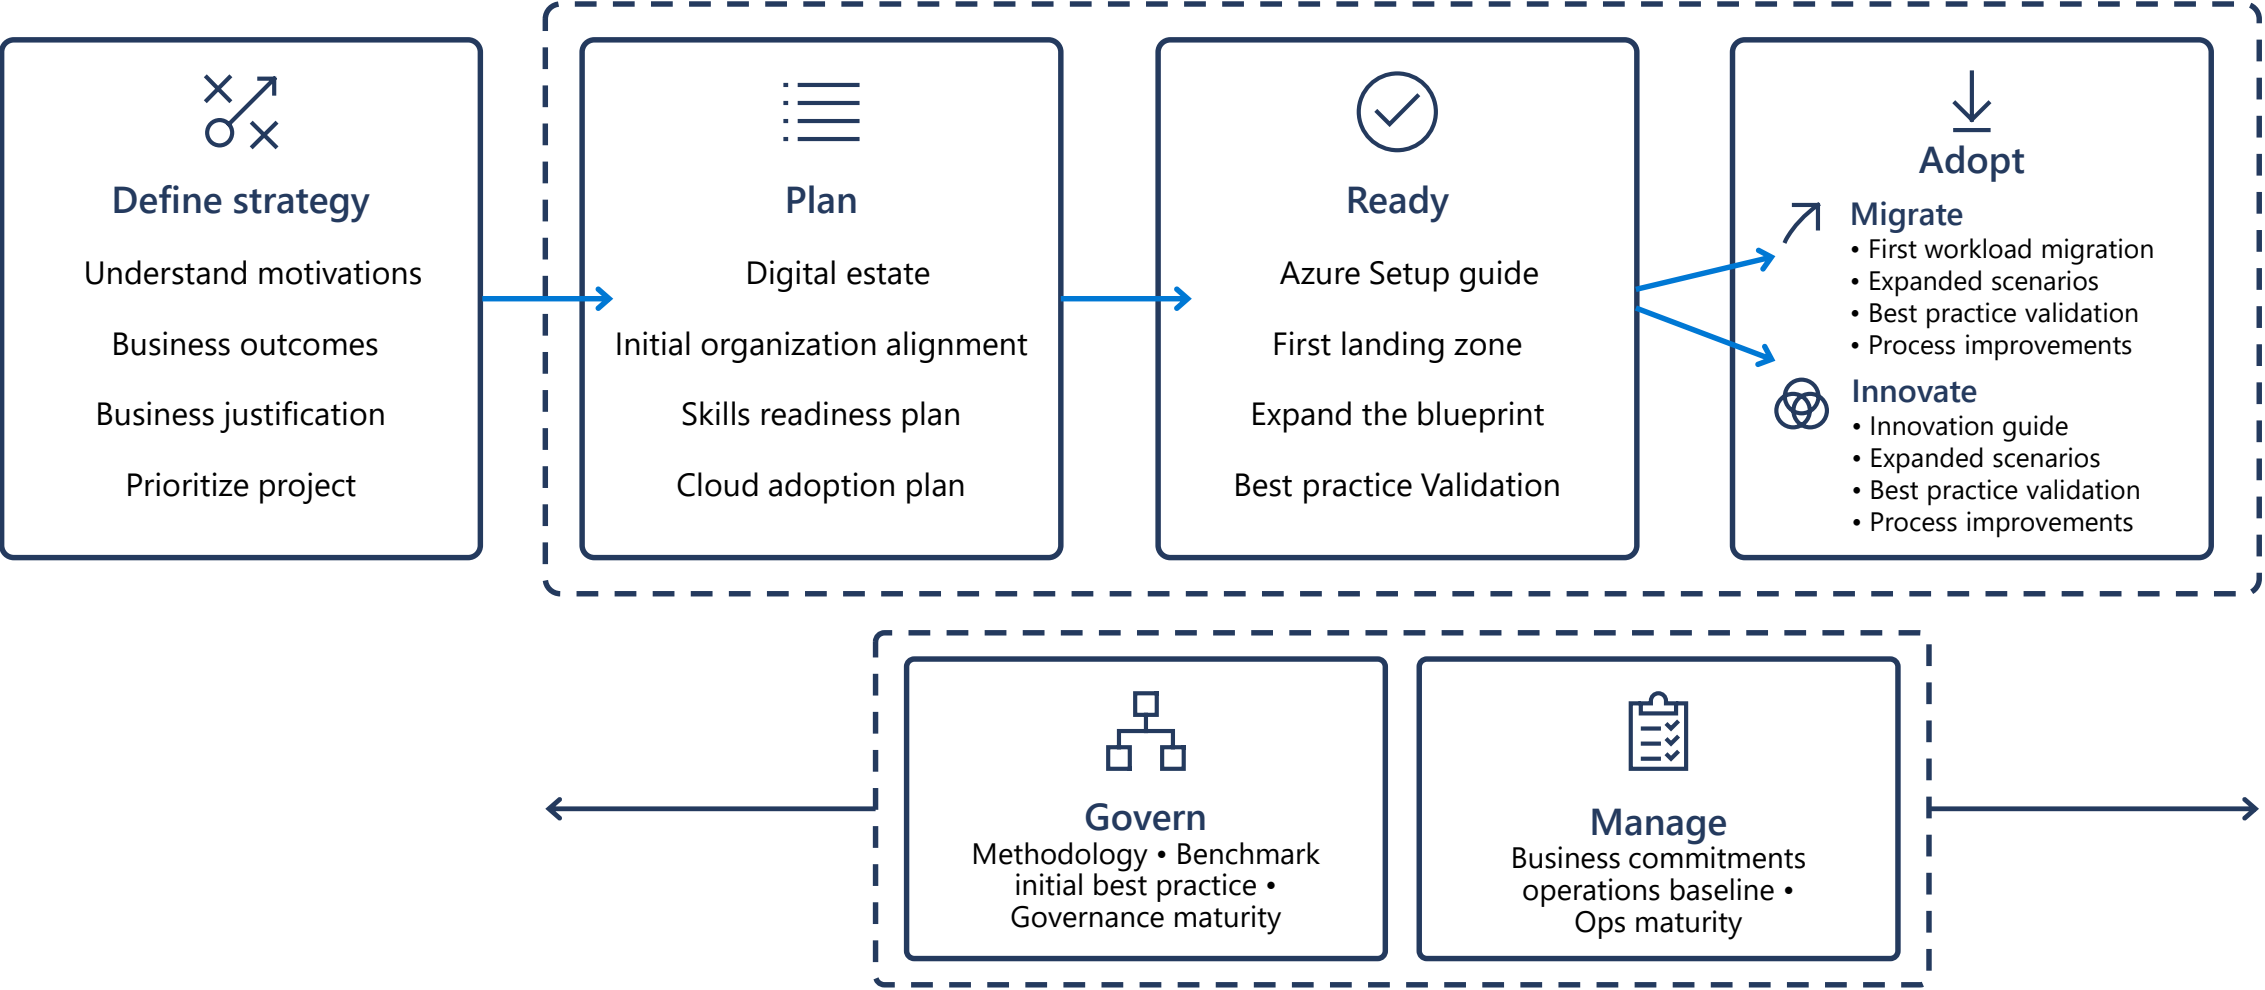 Define strategy
Understand motivations
Business outcomes
Business justification
Prioritize project
Plan
Digital estate
Initial organization alignment
Skills readiness plan
Cloud adoption plan
Ready
Azure Setup guide
First landing zone
Expand the blueprint
Best practice Validation
Adopt
Migrate
• First workload migration
• Expanded scenarios
• Best practice validation
• Process improvements
Innovate
• Innovation guide
• Expanded scenarios
• Best practice validation
• Process improvements
Govern
Methodology • Benchmark
initial best practice •
Governance maturity
Manage
Business commitments
operations baseline •
Ops maturity